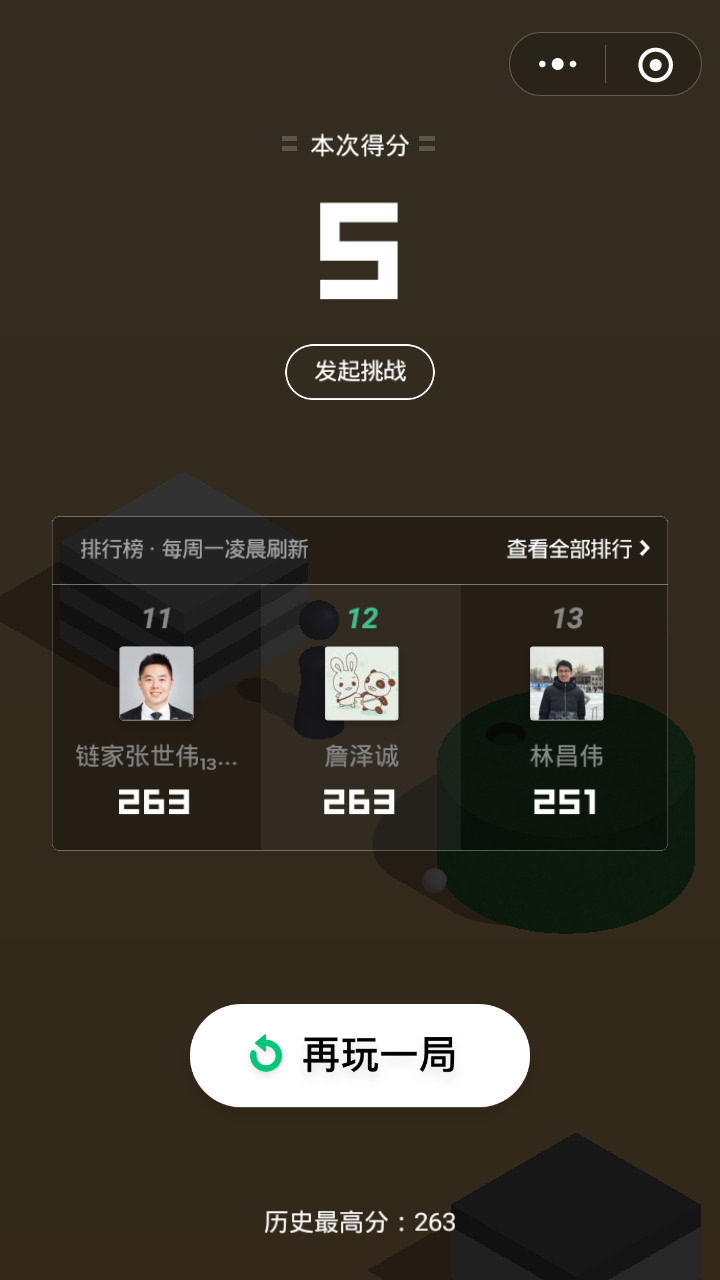 本次得分
5
发起挑战
排行榜 · 每周一凌晨刷新 查看全部排行
11 12 13
链家张世伟13... 詹泽诚 林昌伟
263 263 251
再玩一局
历史最高分：263